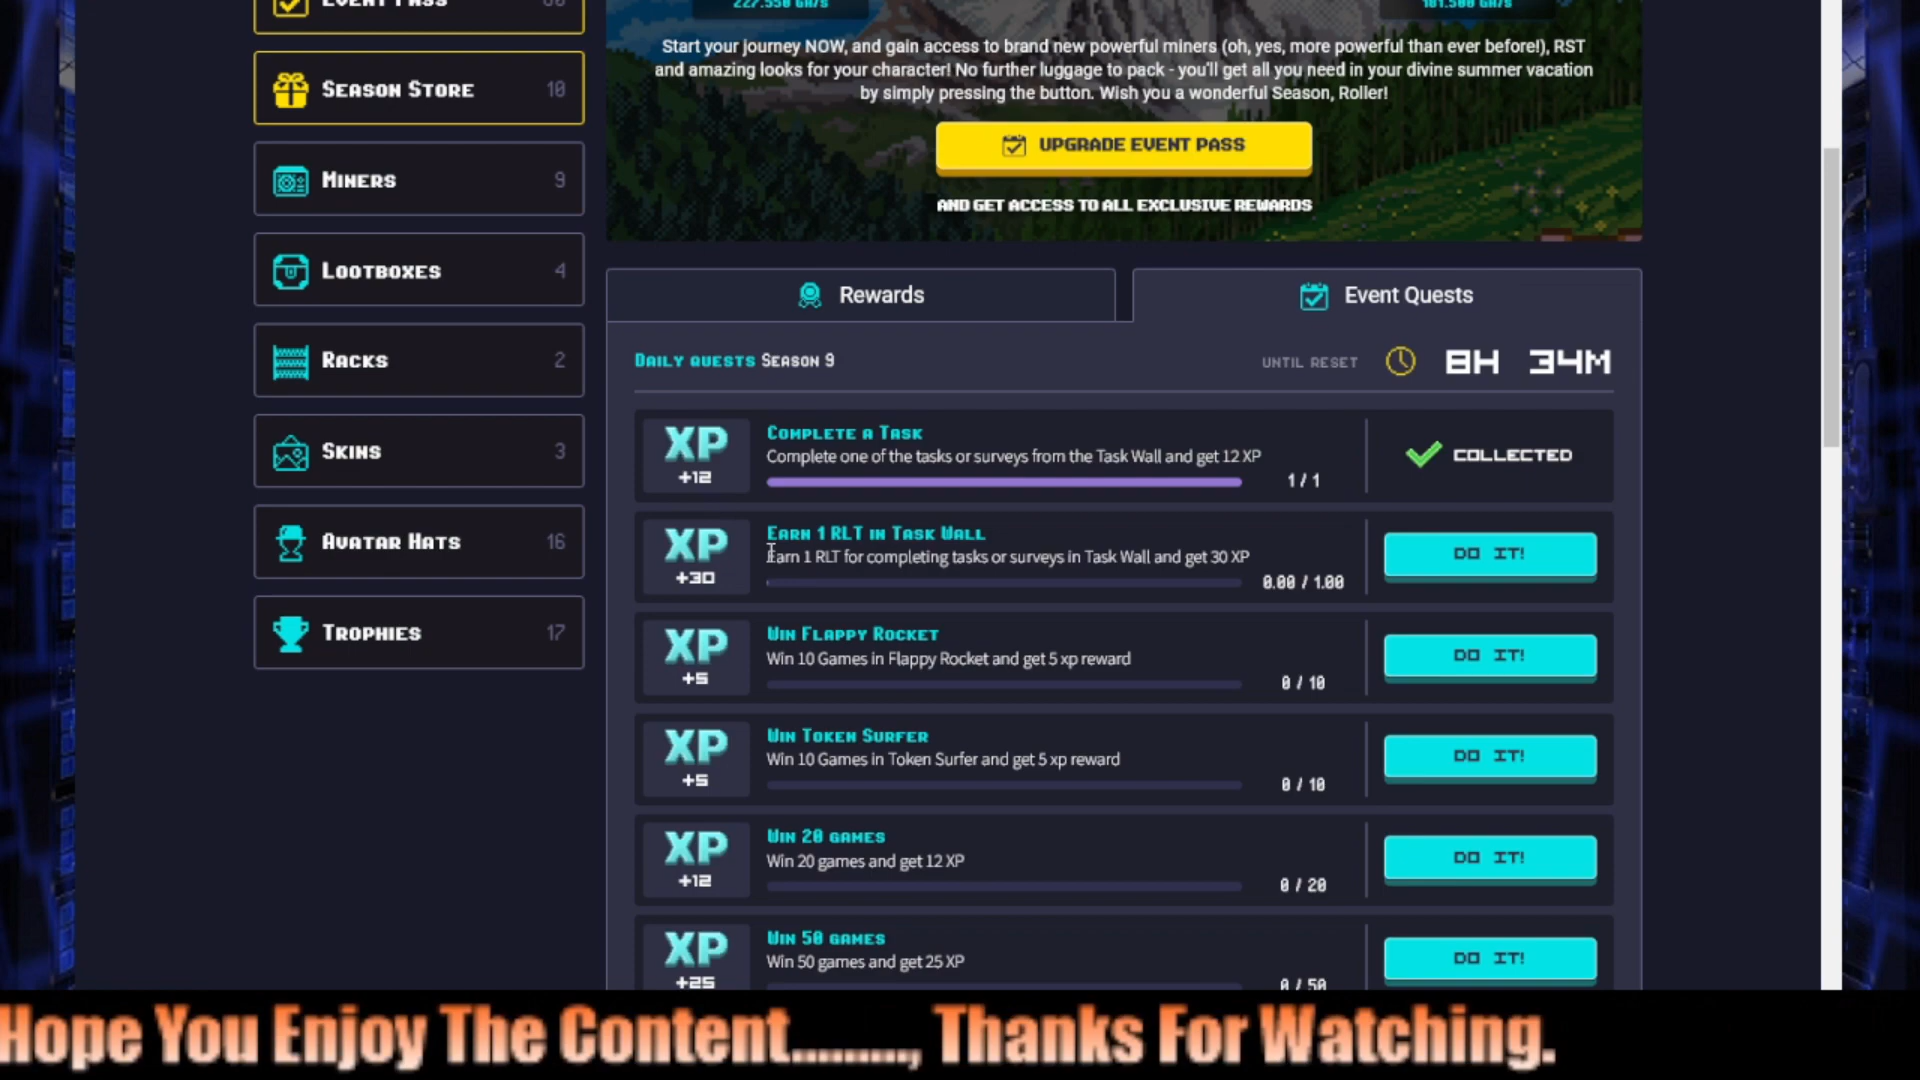 EVENT PASS
SEASON STORE 10
MINERS 9
LOOTBOXES 4
RACKS 2
SKINS 3
AVATAR HATS 16
TROPHIES 17
Start your journey NOW, and gain access to brand new powerful miners (oh, yes, more powerful than ever before!), RST
and amazing looks for your character! No further luggage to pack - you'll get all you need in your divine summer vacation
by simply pressing the button. Wish you a wonderful Season, Roller!
UPGRADE EVENT PASS
AND GET ACCESS TO ALL EXCLUSIVE REWARDS
Rewards
Event Quests
DAILY QUESTS SEASON 9
UNTIL RESET 8H 34M
XP +12
COMPLETE A TASK
Complete one of the tasks or surveys from the Task Wall and get 12 XP
1 / 1
COLLECTED
XP +30
EARN 1 RLT IN TASK WALL
Earn 1 RLT for completing tasks or surveys in Task Wall and get 30 XP
0.00 / 1.00
DO IT!
XP +5
WIN FLAPPY ROCKET
Win 10 Games in Flappy Rocket and get 5 xp reward
0 / 10
DO IT!
XP +5
WIN TOKEN SURFER
Win 10 Games in Token Surfer and get 5 xp reward
0 / 10
DO IT!
XP +12
WIN 20 GAMES
Win 20 games and get 12 XP
0 / 20
DO IT!
XP +25
WIN 50 GAMES
Win 50 games and get 25 XP
0 / 50
DO IT!
Hope You Enjoy The Content........., Thanks For Watching.